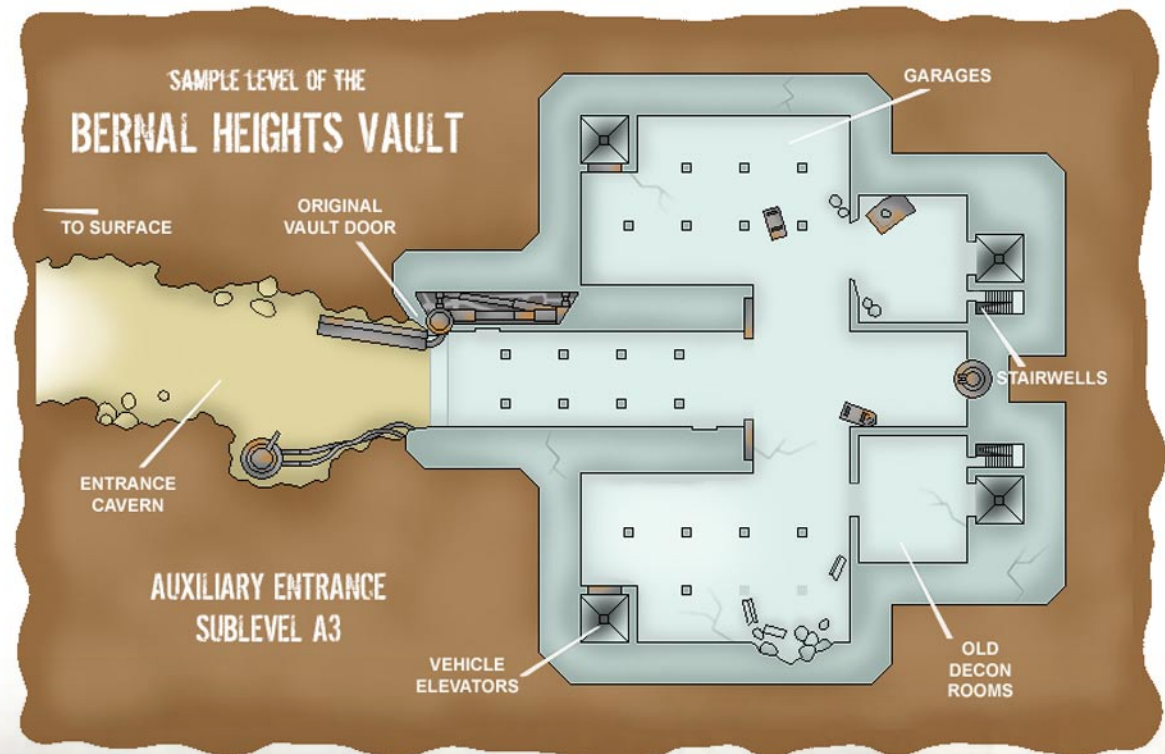 SAMPLE LEVEL OF THE
BERNAL HEIGHTS VAULT
GARAGES
TO SURFACE
ORIGINAL
VAULT DOOR
STAIRWELLS
ENTRANCE
CAVERN
AUXILIARY ENTRANCE
SUBLEVEL A3
VEHICLE
ELEVATORS
OLD
DECON
ROOMS